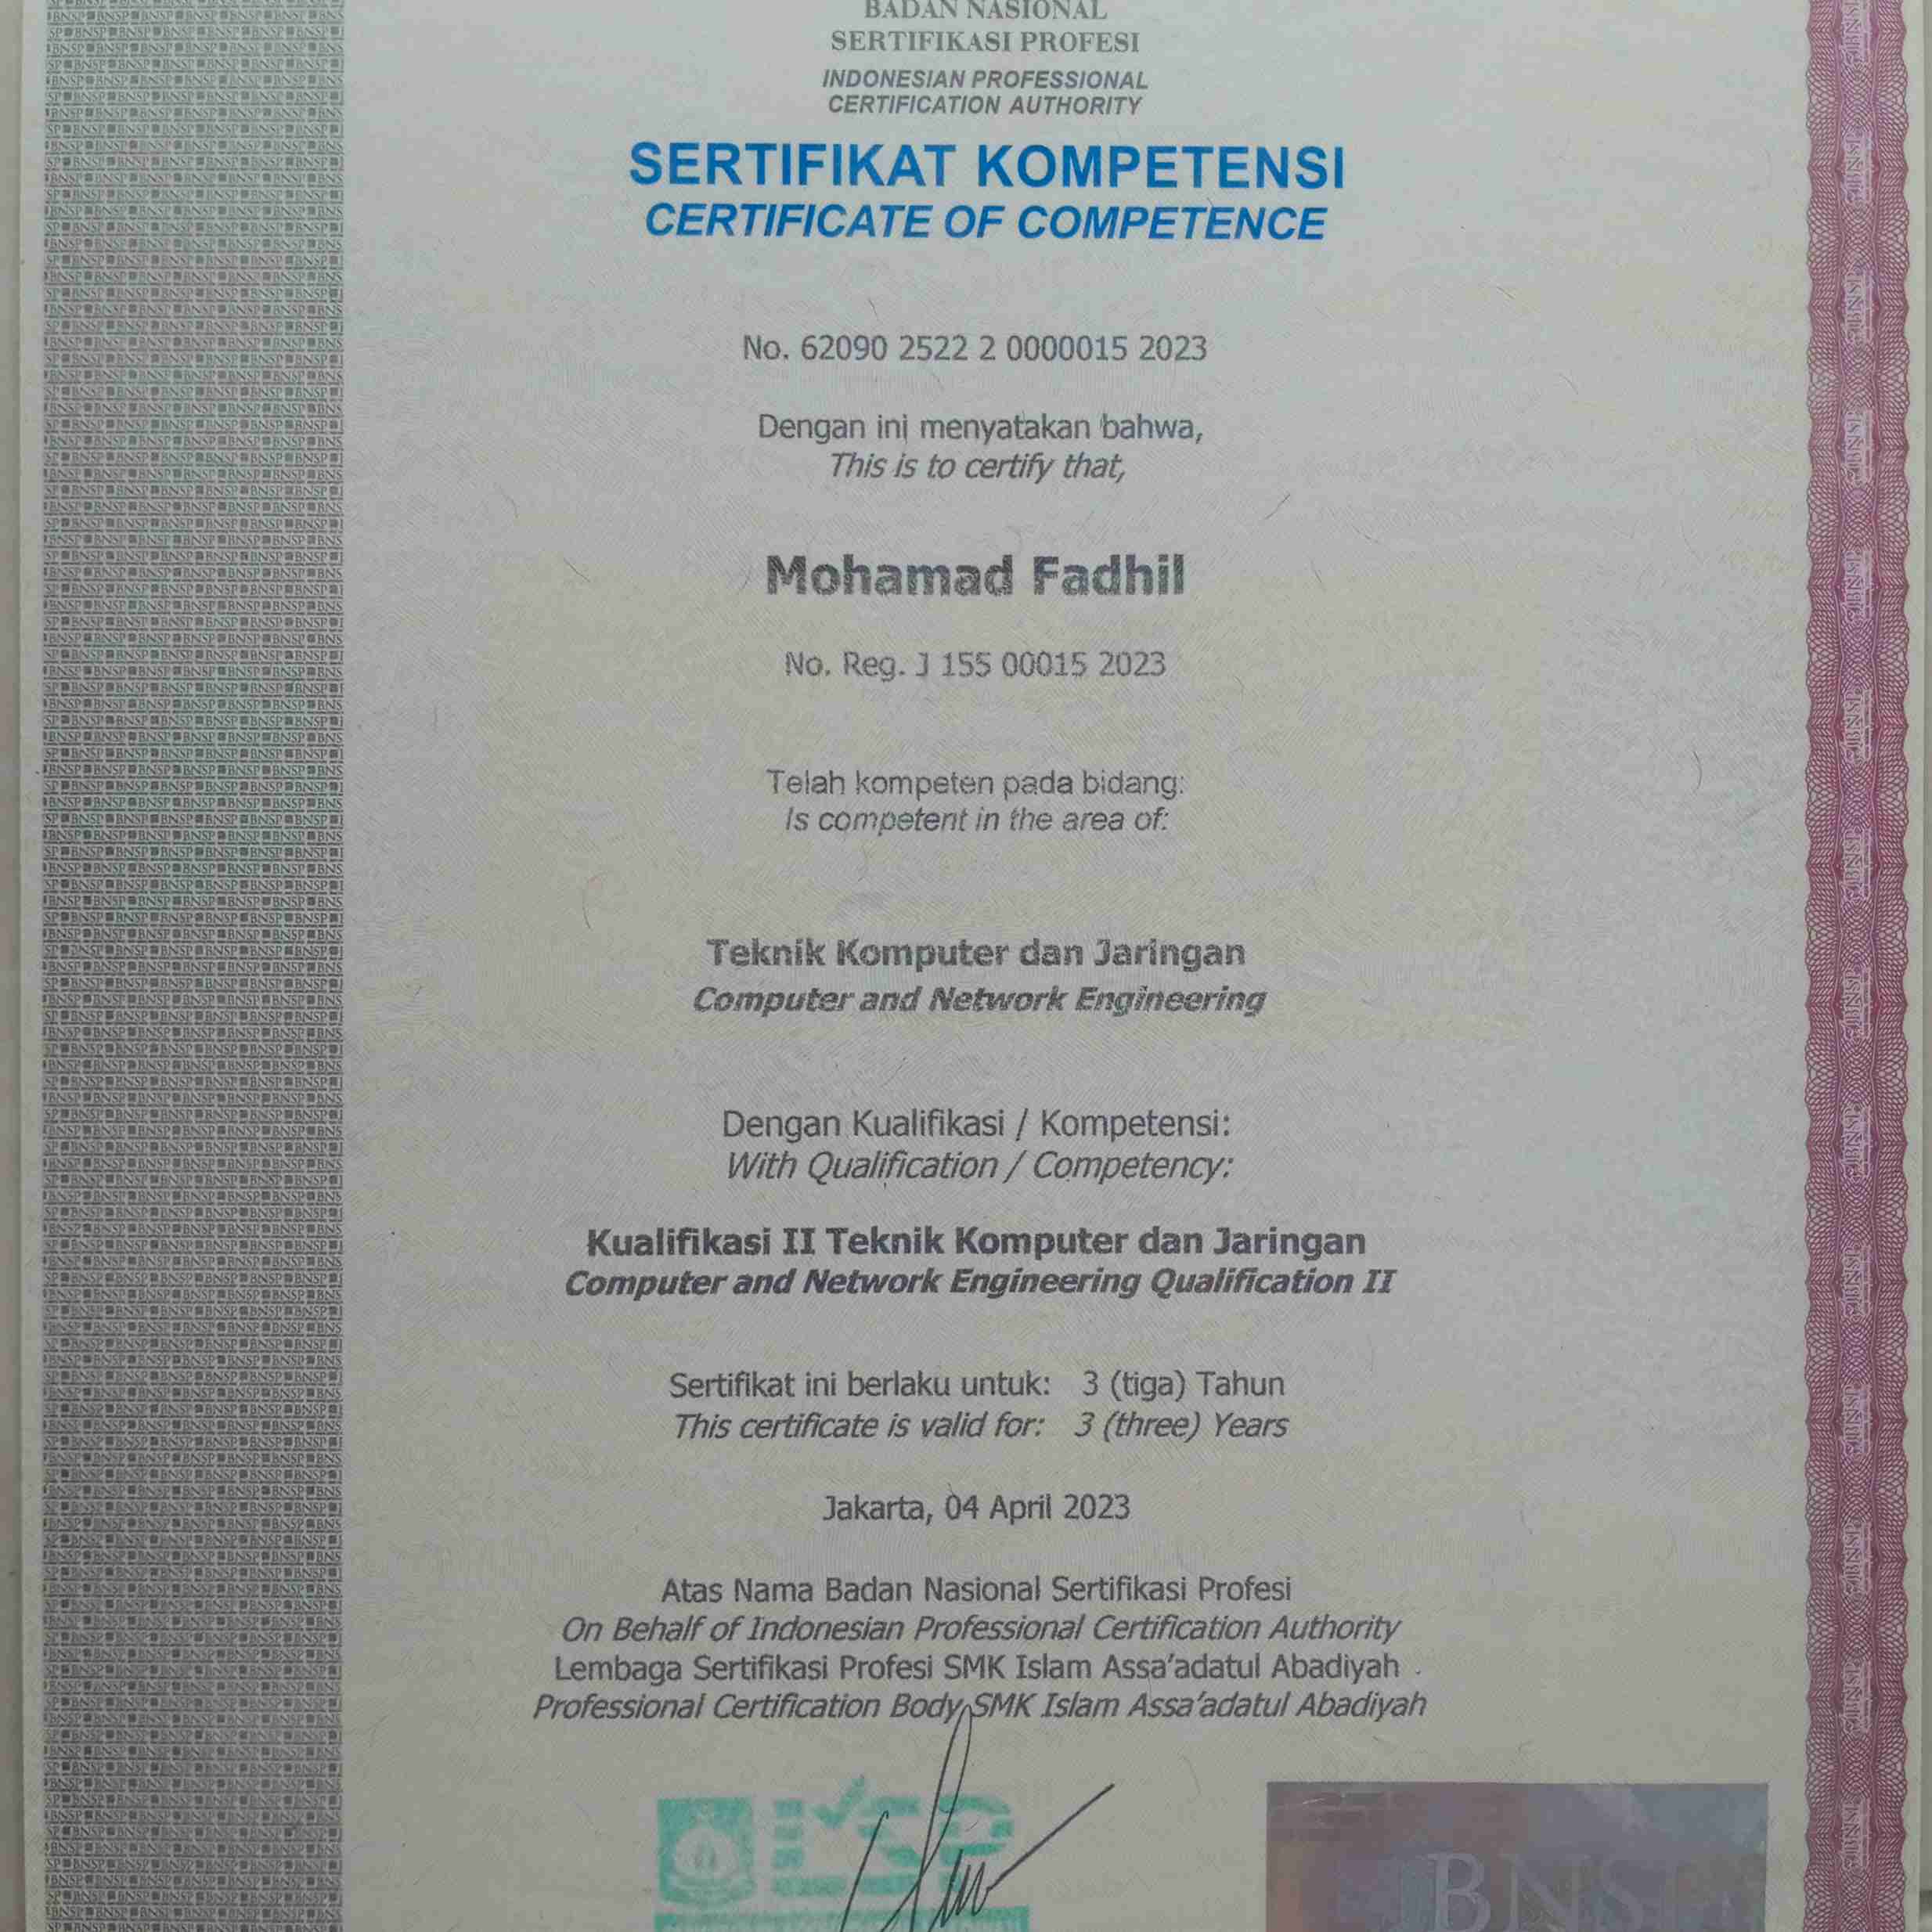 BADAN NASIONAL
SERTIFIKASI PROFESI
INDONESIAN PROFESSIONAL
CERTIFICATION AUTHORITY
SERTIFIKAT KOMPETENSI
CERTIFICATE OF COMPETENCE
No. 62090 2522 2 0000015 2023
Dengan ini menyatakan bahwa,
This is to certify that,
Mohamad Fadhil
No. Reg. J 155 00015 2023
Telah kompeten pada bidang:
Is competent in the area of:
Teknik Komputer dan Jaringan
Computer and Network Engineering
Dengan Kualifikasi / Kompetensi:
With Qualification / Competency:
Kualifikasi II Teknik Komputer dan Jaringan
Computer and Network Engineering Qualification II
Sertifikat ini berlaku untuk: 3 (tiga) Tahun
This certificate is valid for: 3 (three) Years
Jakarta, 04 April 2023
Atas Nama Badan Nasional Sertifikasi Profesi
On Behalf of Indonesian Professional Certification Authority
Lembaga Sertifikasi Profesi SMK Islam Assa'adatul Abadiyah
Professional Certification Body SMK Islam Assa'adatul Abadiyah
LSP